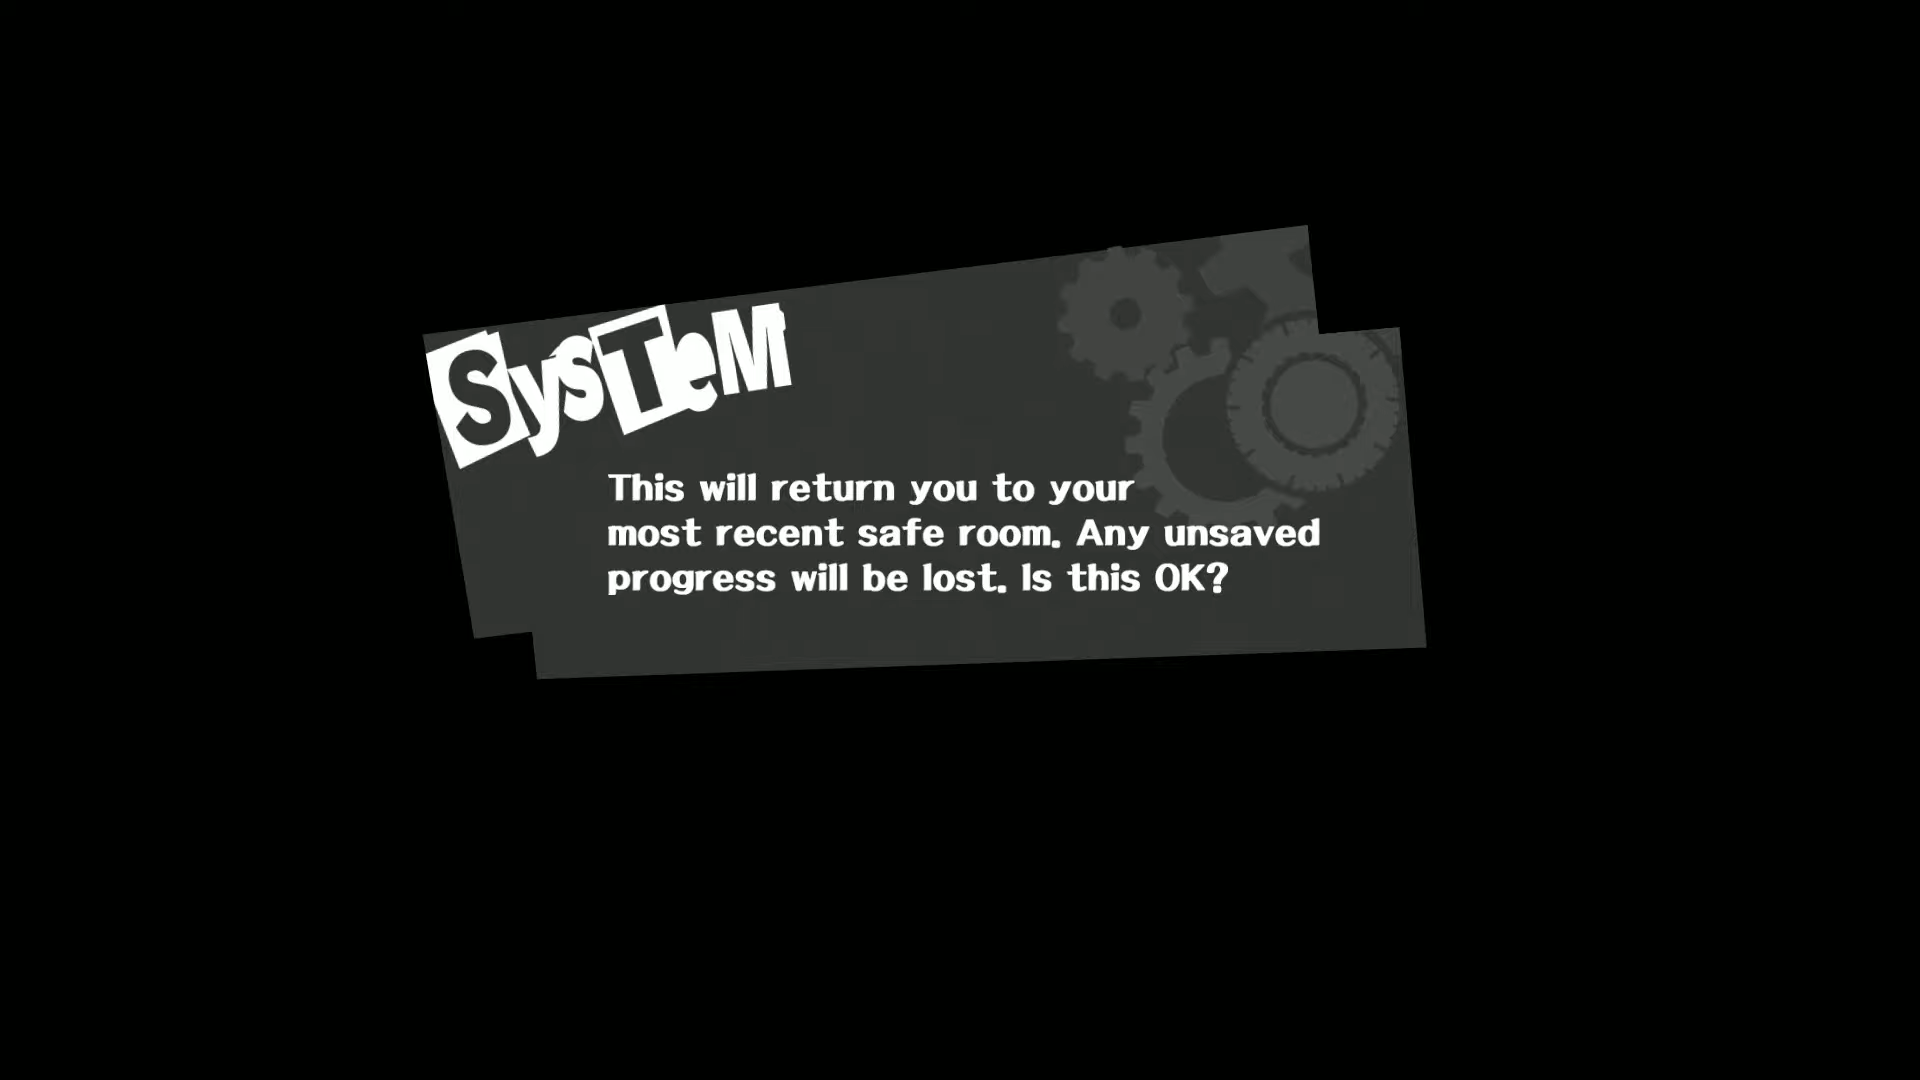 SysTeM
This will return you to your
most recent safe room. Any unsaved
progress will be lost. Is this OK?